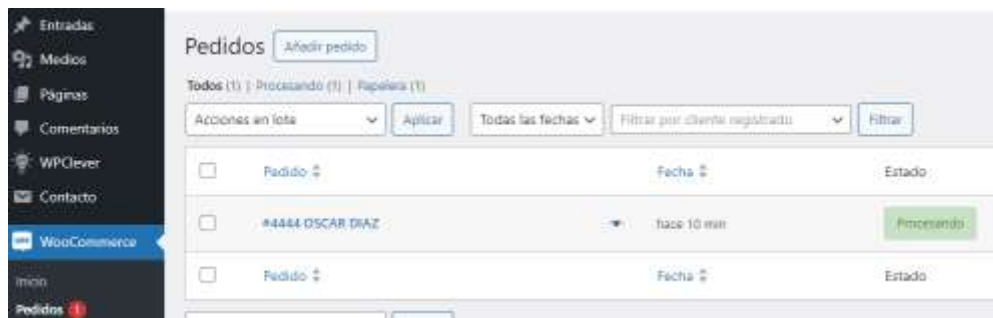 Entradas
Medios
Páginas
Comentarios
WPClever
Contacto
WooCommerce
Inicio
Pedidos 1
Pedidos Añadir pedido
Todos (1) | Procesando (1) | Papelera (1)
Acciones en lote Aplicar Todas las fechas Filtrar por cliente registrado Filtrar
Pedido Fecha Estado
#4444 OSCAR DIAZ hace 10 min Procesando
Pedido Fecha Estado